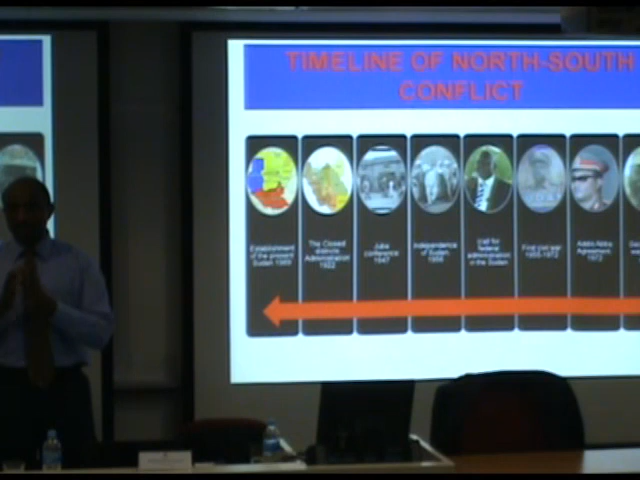 TIMELINE OF NORTH-SOUTH
CONFLICT
Establishment
of the present
Sudan
The Closed
districts
Administration
1922
Juba
conference
1947
Independence
of Sudan,
1956
call for
federal
administration
in the Sudan
First civil war
1955-1972
Addis Ababa
Agreement,
1972